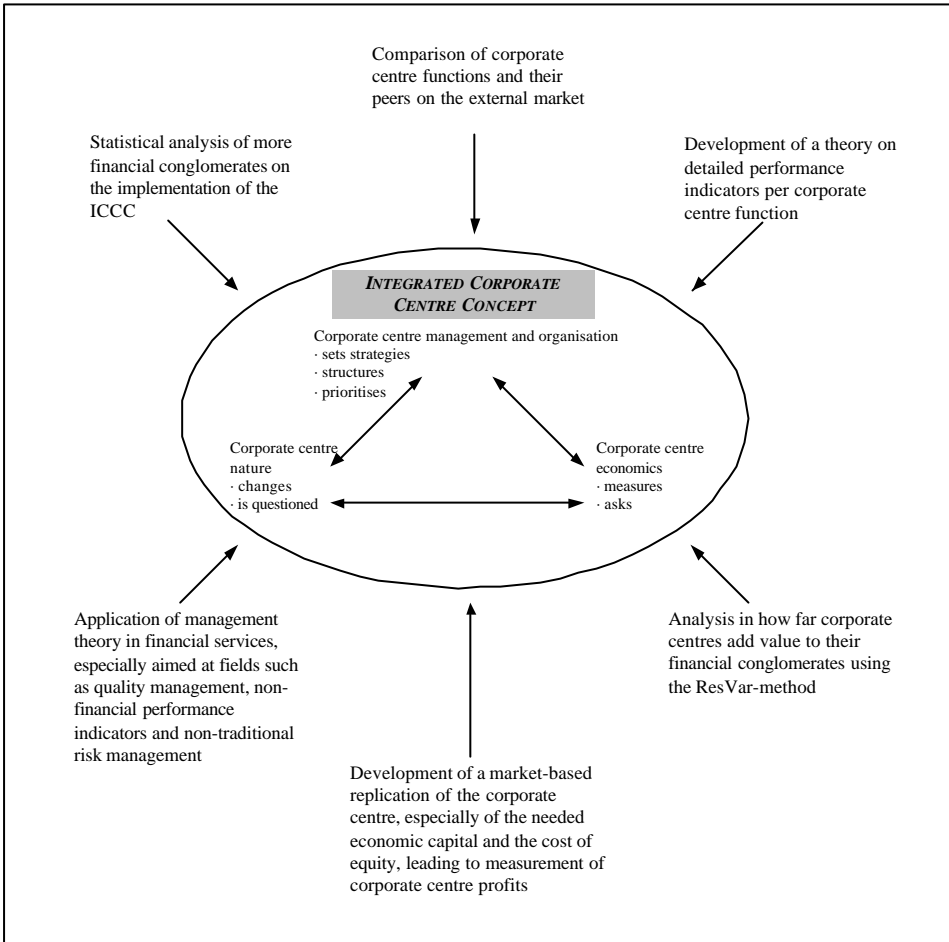 Comparison of corporate
centre functions and their
peers on the external market
Statistical analysis of more
financial conglomerates on
the implementation of the
ICCC
Development of a theory on
detailed performance
indicators per corporate
centre function
INTEGRATED CORPORATE
CENTRE CONCEPT
Corporate centre management and organisation
· sets strategies
· structures
· prioritises
Corporate centre
nature
· changes
· is questioned
Corporate centre
economics
· measures
· asks
Application of management
theory in financial services,
especially aimed at fields such
as quality management, non-
financial performance
indicators and non-traditional
risk management
Analysis in how far corporate
centres add value to their
financial conglomerates using
the ResVar-method
Development of a market-based
replication of the corporate
centre, especially of the needed
economic capital and the cost of
equity, leading to measurement of
corporate centre profits